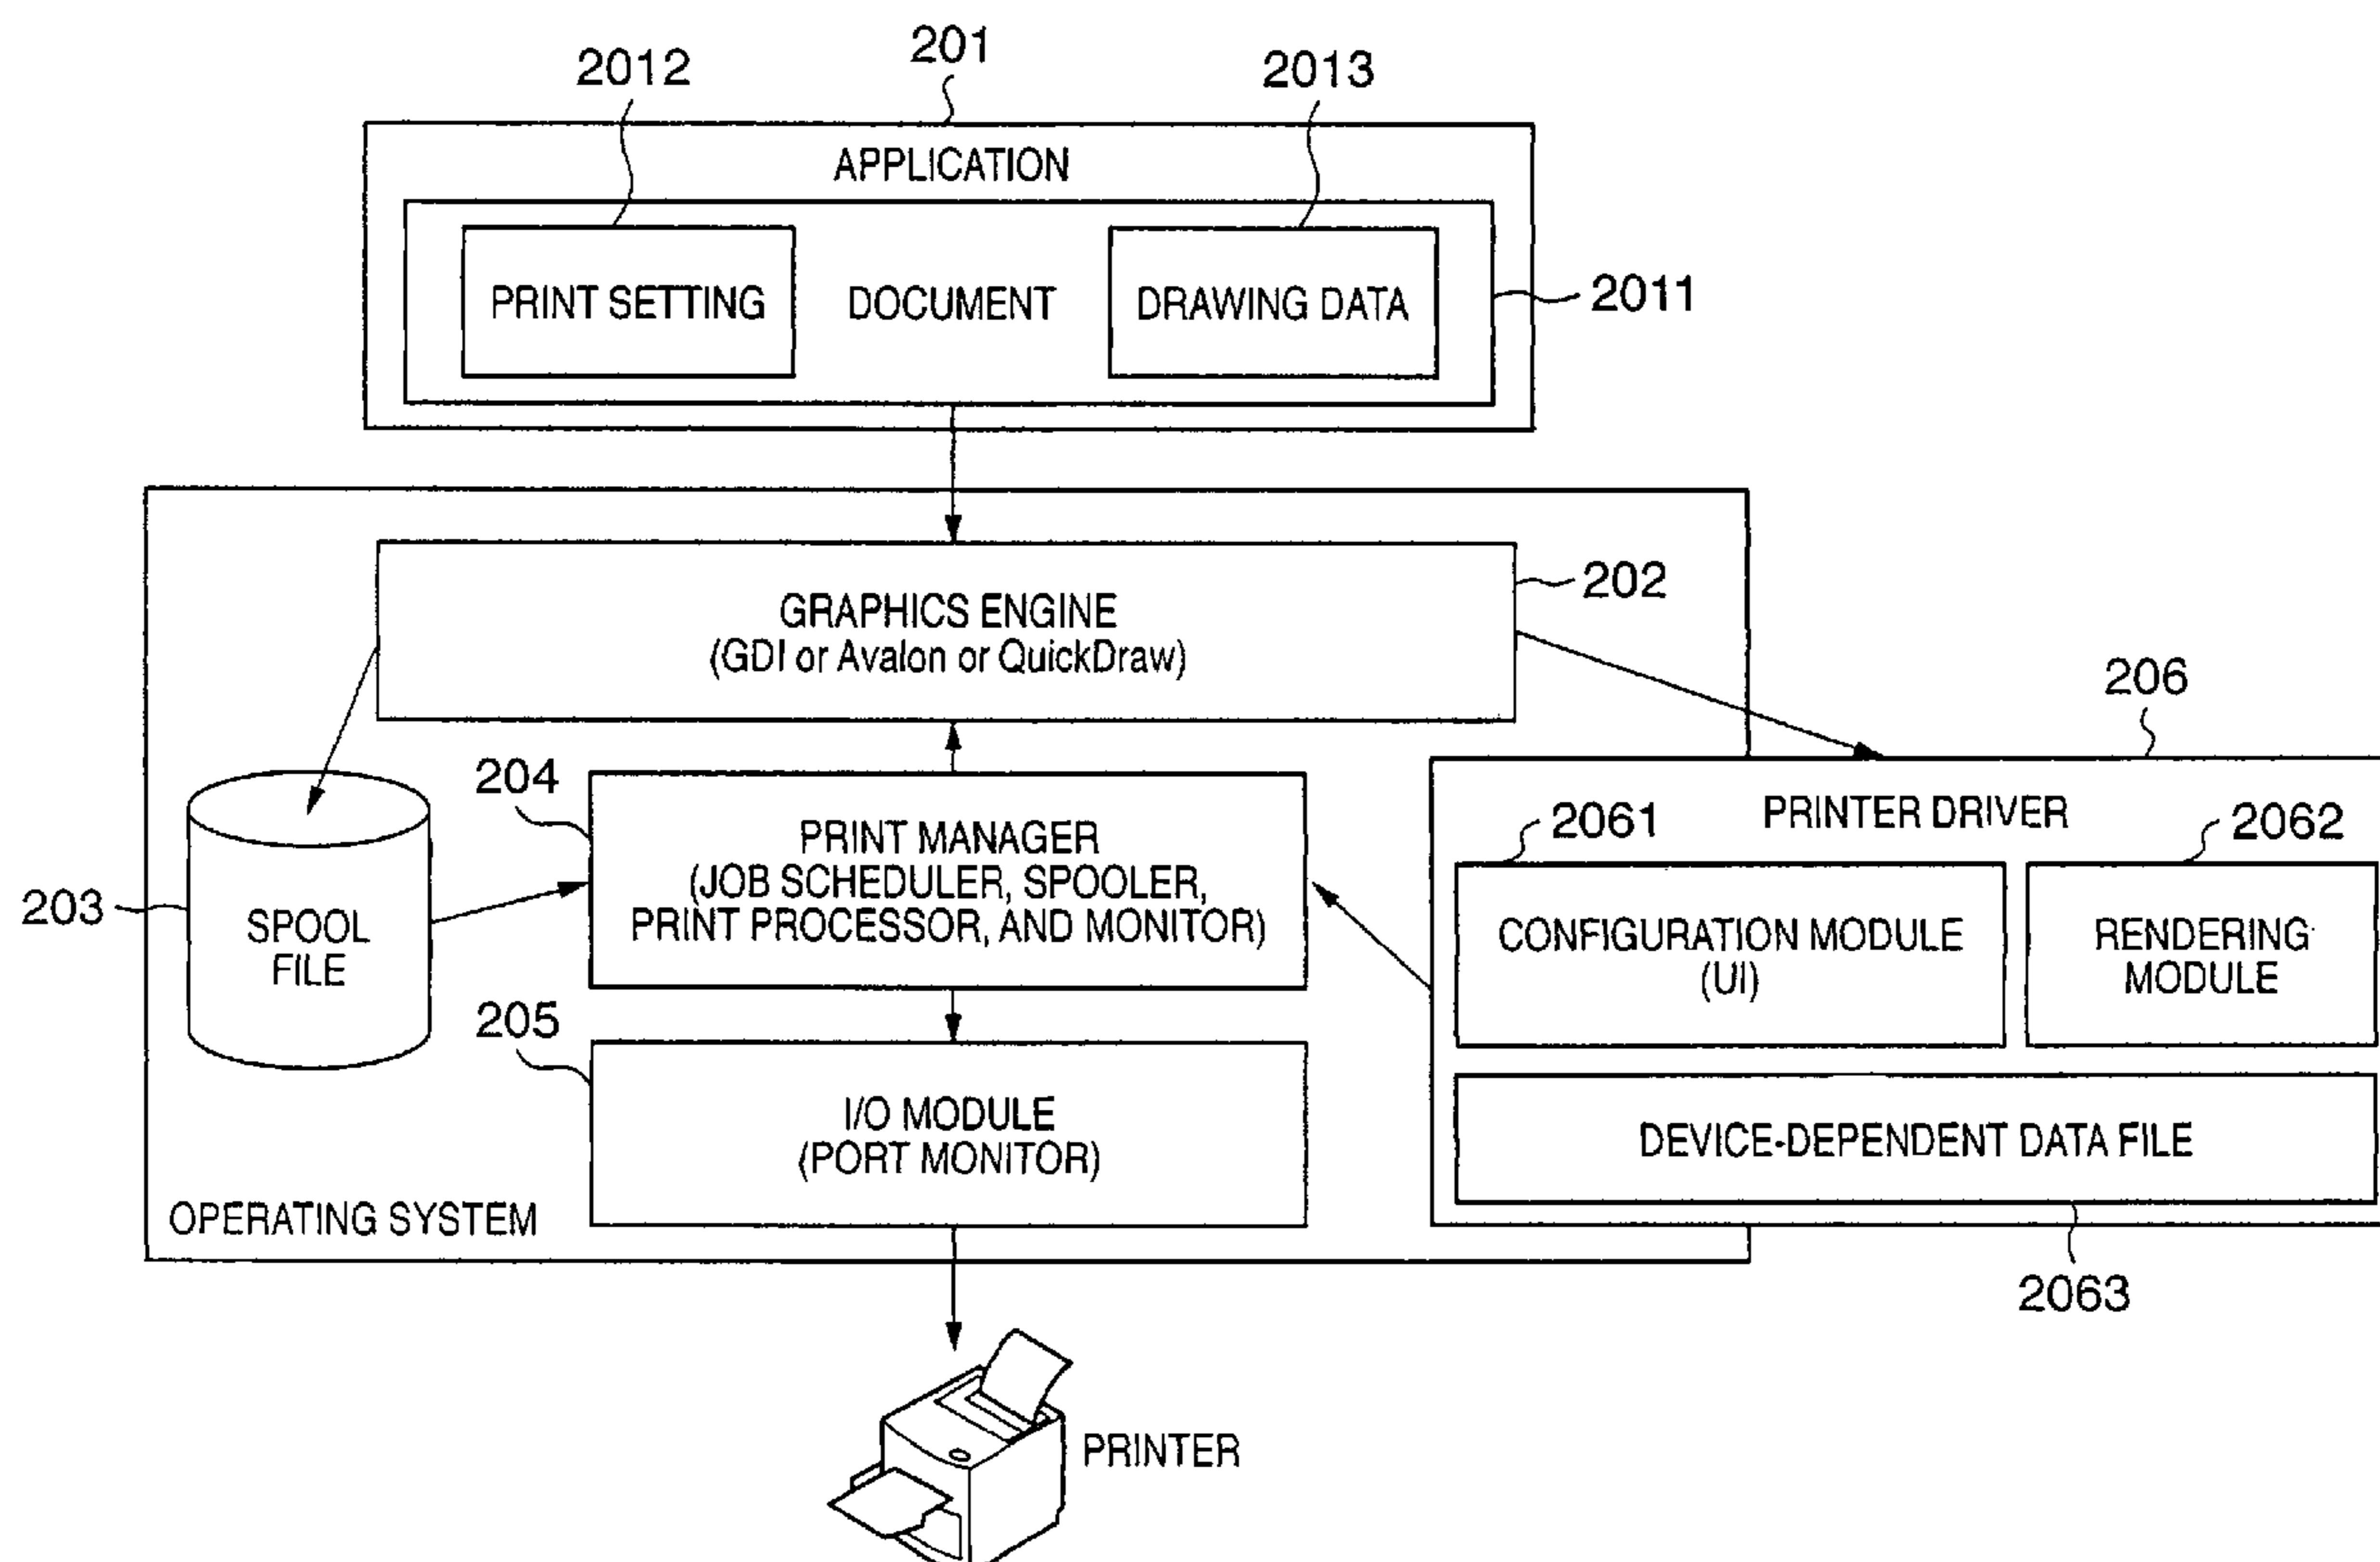 201
2012
2013
APPLICATION
PRINT SETTING
DOCUMENT
DRAWING DATA
2011
GRAPHICS ENGINE
(GDI or Avalon or QuickDraw)
202
206
204
PRINT MANAGER
(JOB SCHEDULER, SPOOLER,
PRINT PROCESSOR, AND MONITOR)
PRINTER DRIVER
2061
2062
203
SPOOL
FILE
CONFIGURATION MODULE
(UI)
RENDERING
MODULE
205
I/O MODULE
(PORT MONITOR)
DEVICE-DEPENDENT DATA FILE
OPERATING SYSTEM
2063
PRINTER